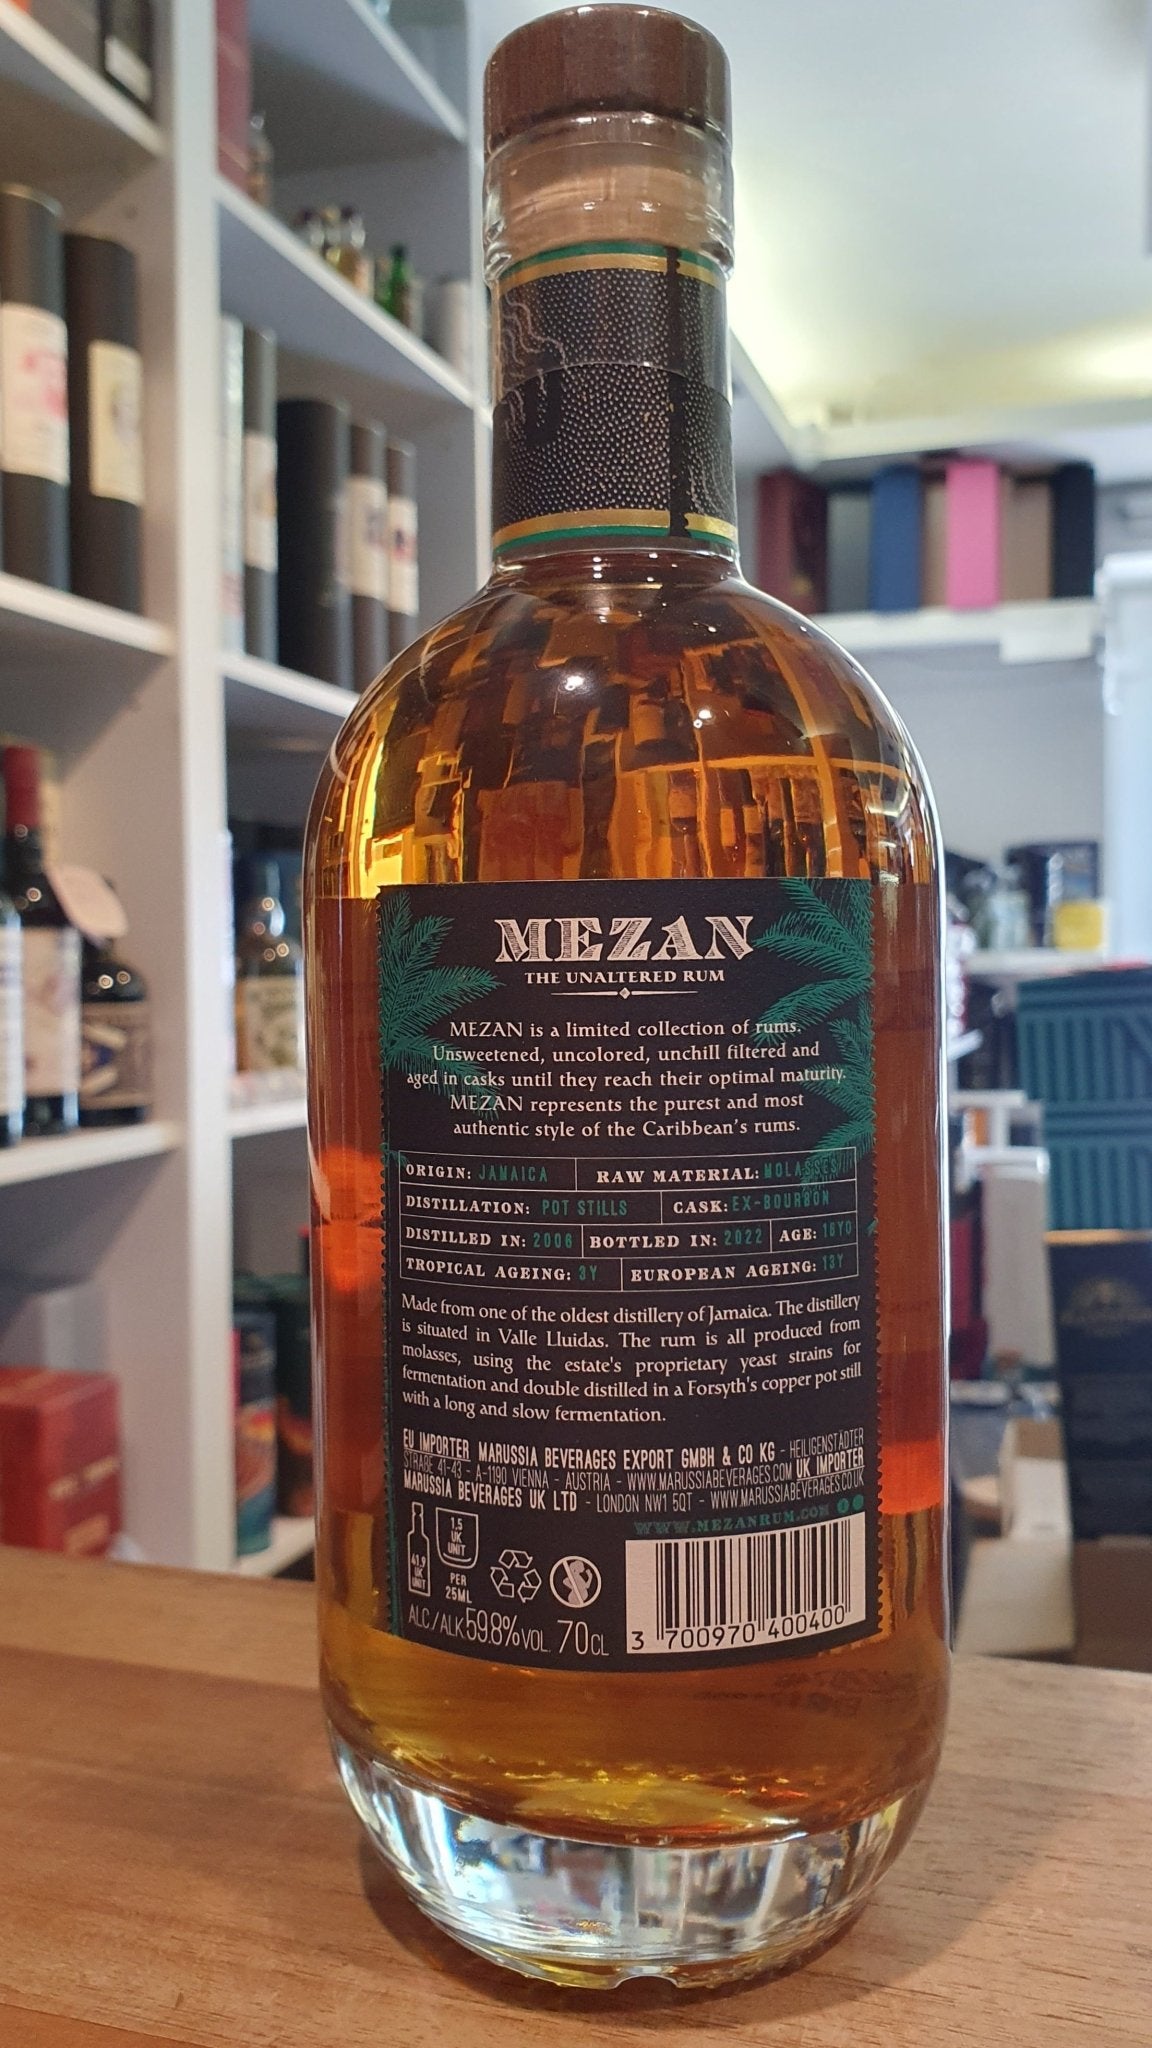 MEZAN
THE UNALTERED RUM
MEZAN is a limited collection of rums.
Unsweetened, uncolored, unchill filtered and
aged in casks until they reach their optimal maturity.
MEZAN represents the purest and most
authentic style of the Caribbean's rums.
ORIGIN: JAMAICA RAW MATERIAL: MOLASSES
DISTILLATION: POT STILLS CASK: EX-BOURBON
DISTILLED IN: 2006 BOTTLED IN: 2022 AGE: 16YO
TROPICAL AGEING: 3Y EUROPEAN AGEING: 13Y
Made from one of the oldest distillery of Jamaica. The distillery
is situated in Valle Lluidas. The rum is all produced from
molasses, using the estate's proprietary yeast strains for
fermentation and double distilled in a Forsyth's copper pot still
with a long and slow fermentation.
EU IMPORTER MARUSSIA BEVERAGES EXPORT GMBH & CO KG - HEILIGENSTÄDTER
STRAßE 41-43 - A-1190 VIENNA - AUSTRIA - WWW.MARUSSIABEVERAGES.COM UK IMPORTER
MARUSSIA BEVERAGES UK LTD - LONDON NW1 5QT - WWW.MARUSSIABEVERAGES.CO.UK
WWW.MEZANRUM.COM
41,9
UK
UNIT
1,5
UK
UNIT
PER
25ML
ALC/ALK 59.8% VOL. 70CL
3 700970 400400